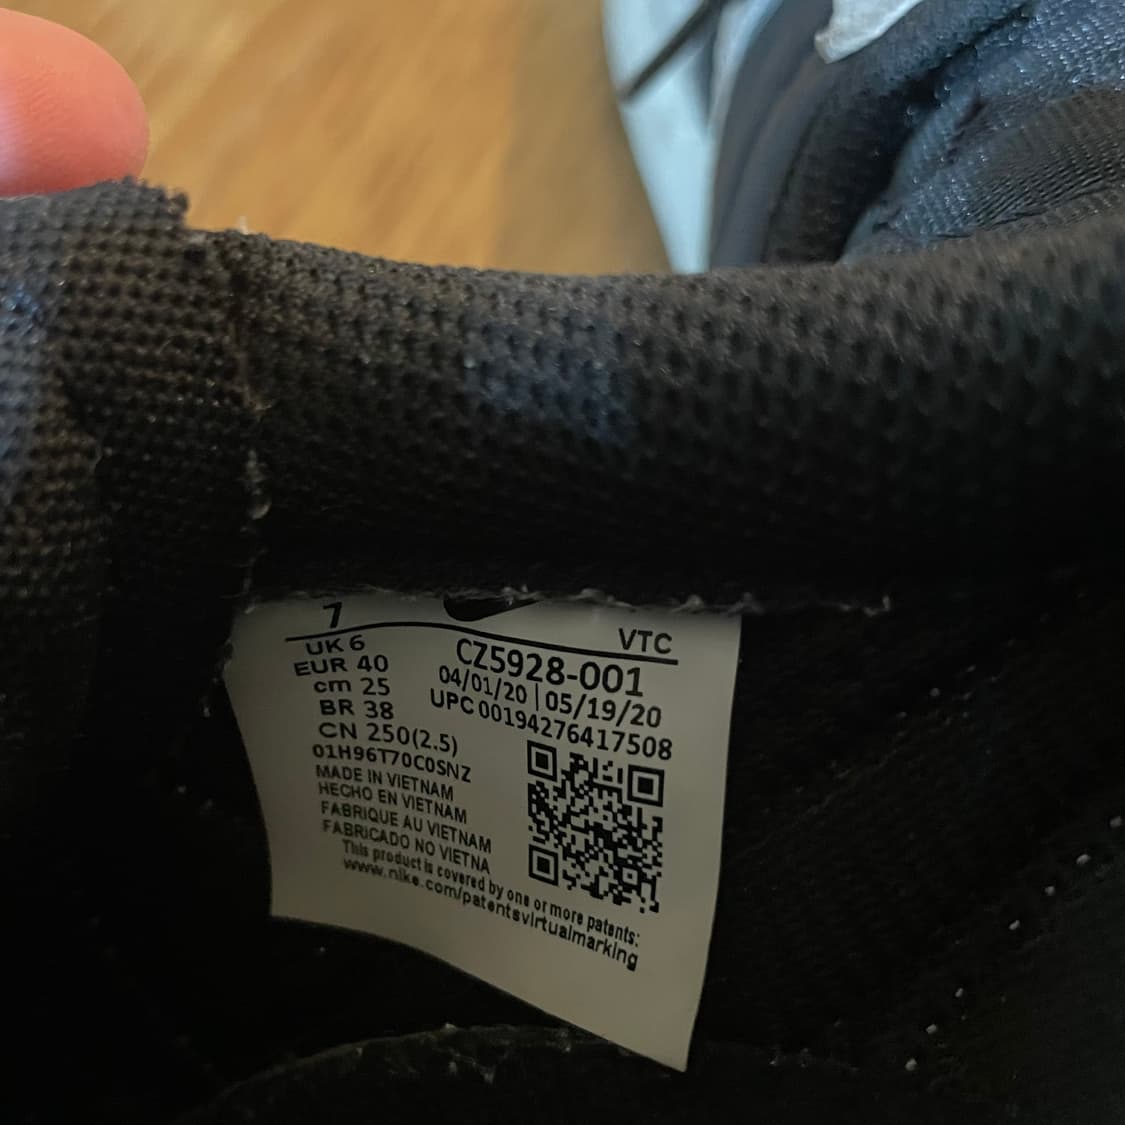 7
UK 6
EUR 40
cm 25
BR 38
CN 250(2.5)
01H96T70C0SNZ
MADE IN VIETNAM
HECHO EN VIETNAM
FABRIQUE AU VIETNAM
FABRICADO NO VIETNA
This product is covered by one or more patents:
www.nike.com/patentsvirtualmarking
VTC
CZ5928-001
04/01/20 | 05/19/20
UPC 00194276417508